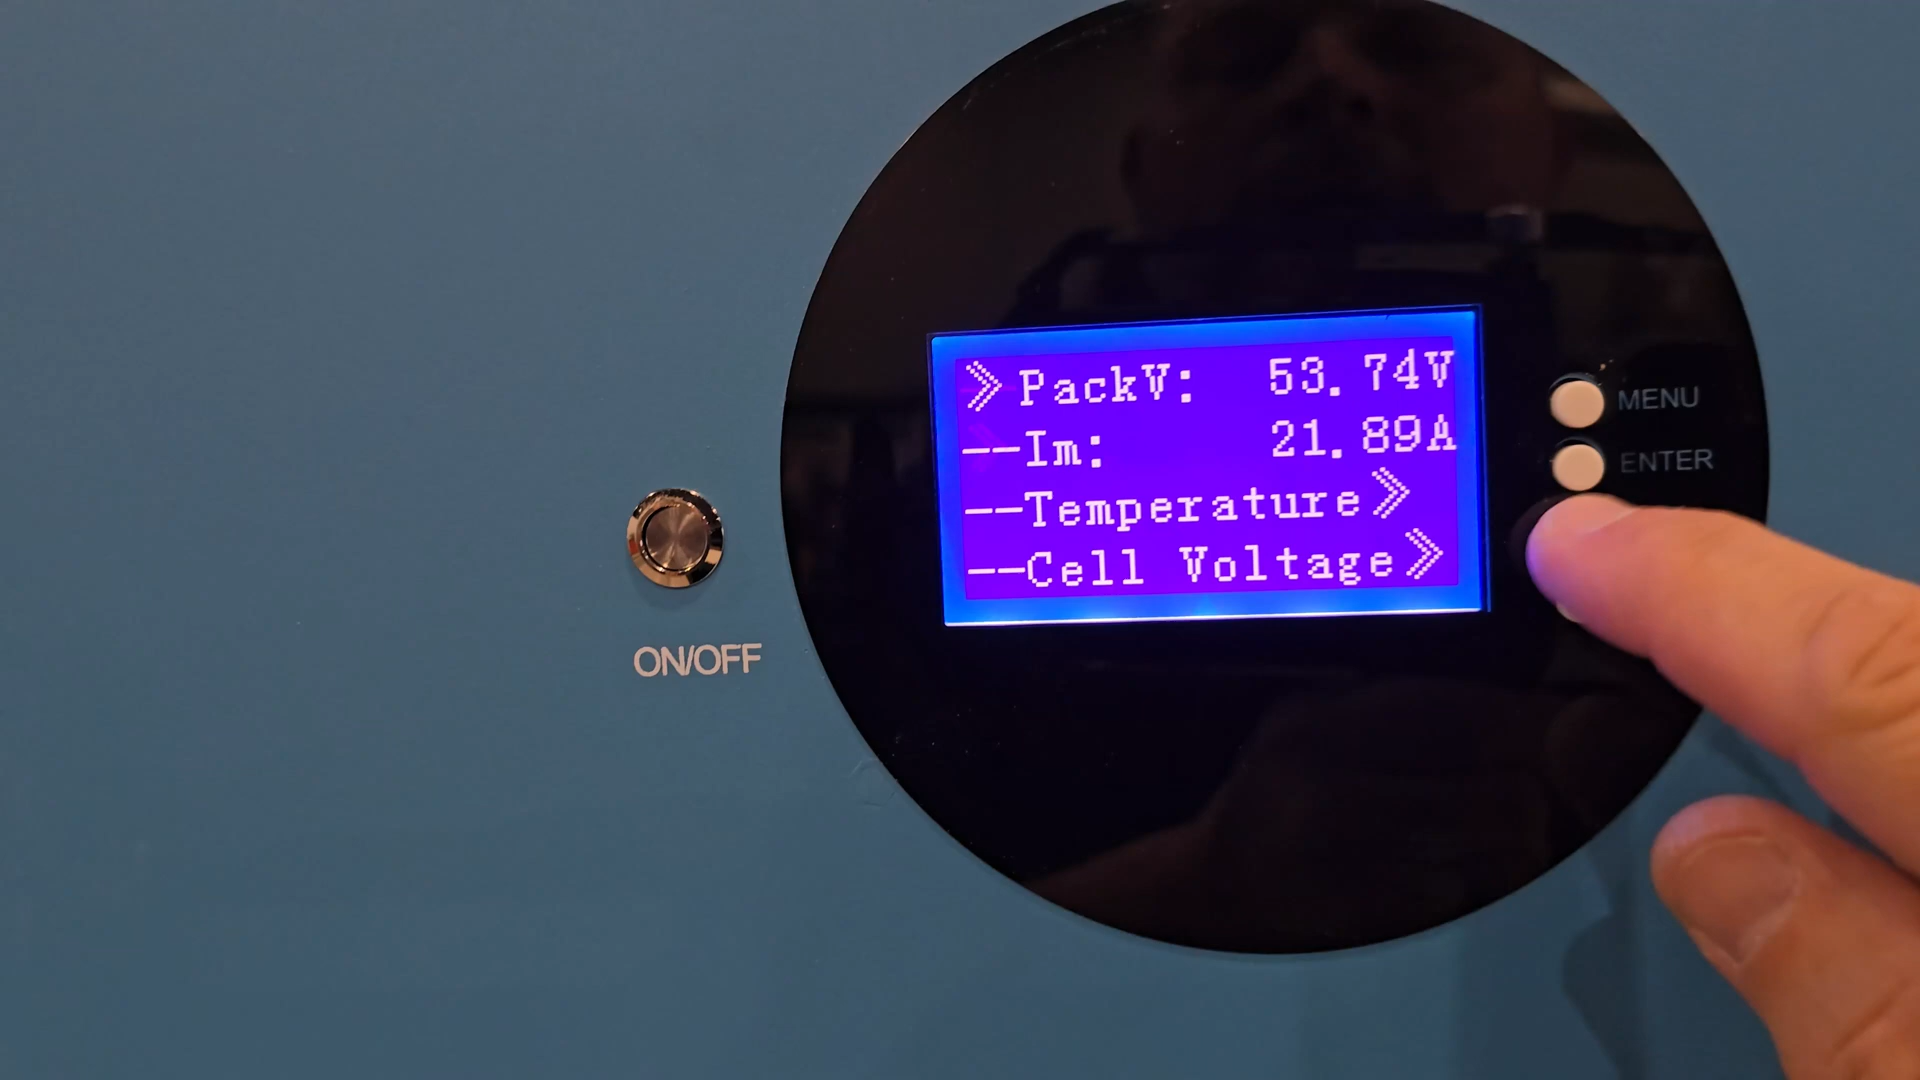 》PackV: 53.74V
--Im: 21.89A
--Temperature》
--Cell Voltage》
MENU
ENTER
ON/OFF